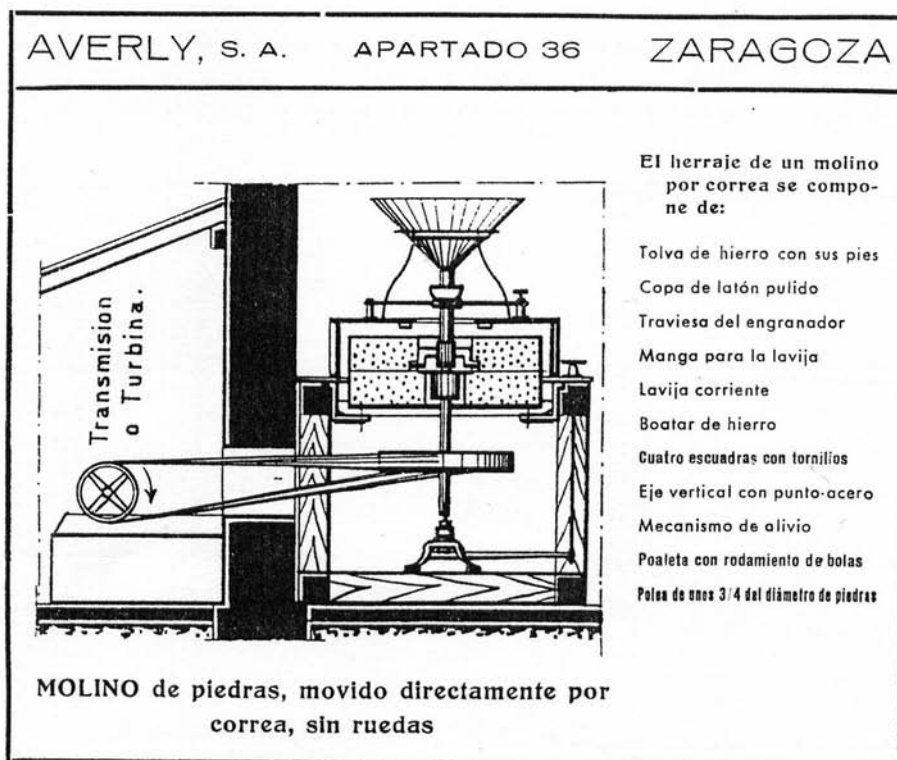 AVERLY, S. A. APARTADO 36 ZARAGOZA
El herraje de un molino
por correa se compo-
ne de:
Tolva de hierro con sus pies
Copa de latón pulido
Traviesa del engranador
Manga para la lavija
Lavija corriente
Boatar de hierro
Cuatro escuadras con tornillos
Eje vertical con punto-acero
Mecanismo de alivio
Poaleta con rodamiento de bolas
Polea de unos 3/4 del diámetro de piedras
Transmision
o Turbina.
MOLINO de piedras, movido directamente por
correa, sin ruedas